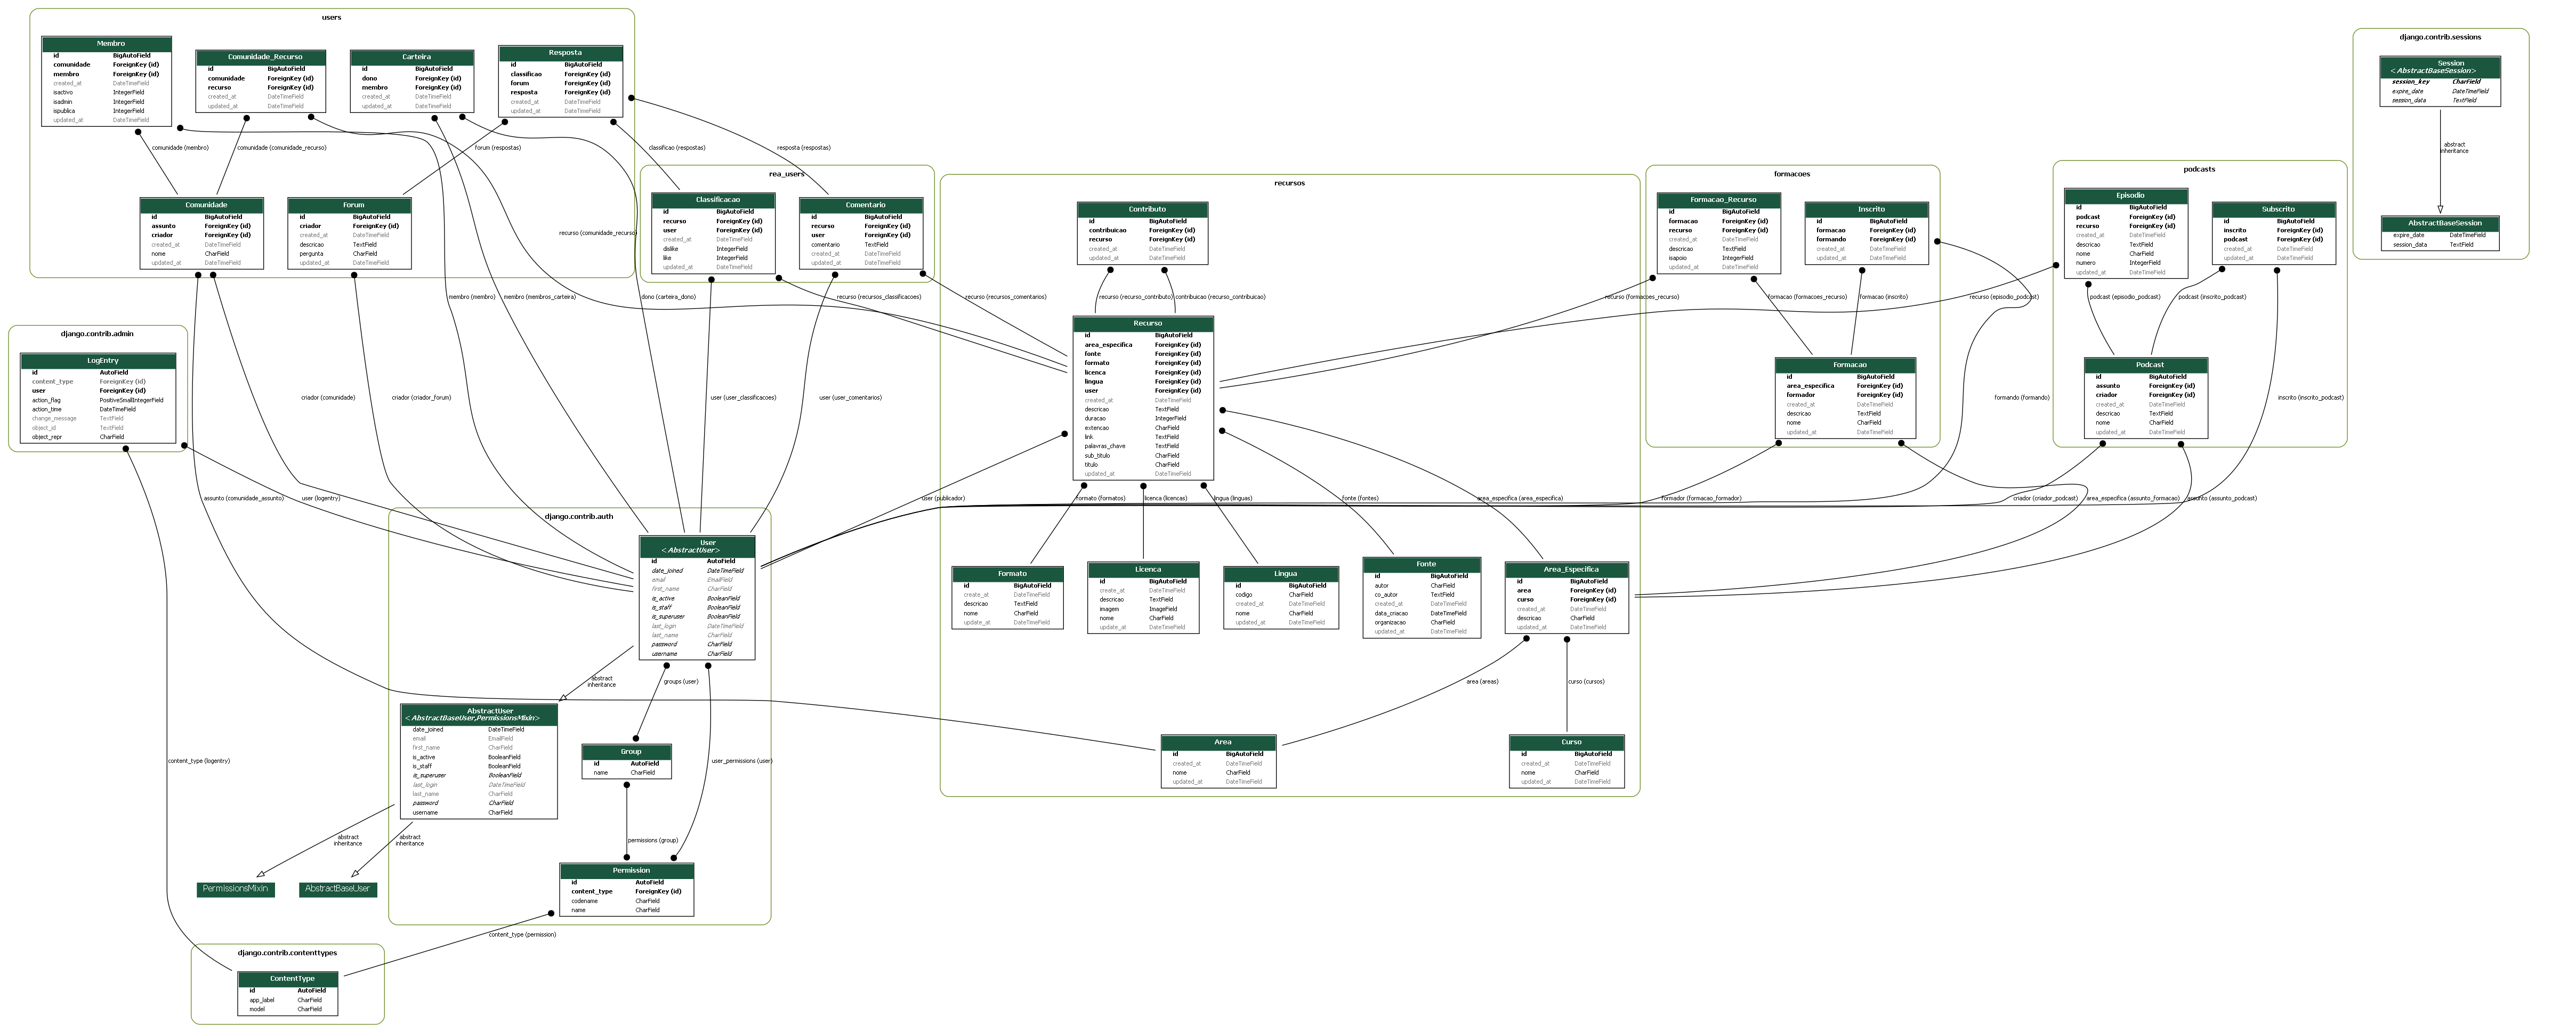 users
Membro
id BigAutoField
comunidade ForeignKey (id)
membro ForeignKey (id)
created_at DateTimeField
isactivo IntegerField
isadmin IntegerField
ispublica IntegerField
updated_at DateTimeField
Comunidade_Recurso
id BigAutoField
comunidade ForeignKey (id)
recurso ForeignKey (id)
created_at DateTimeField
updated_at DateTimeField
Carteira
id BigAutoField
dono ForeignKey (id)
membro ForeignKey (id)
created_at DateTimeField
updated_at DateTimeField
Resposta
id BigAutoField
classificao ForeignKey (id)
forum ForeignKey (id)
resposta ForeignKey (id)
created_at DateTimeField
updated_at DateTimeField
comunidade (membro)
comunidade (comunidade_recurso)
forum (respostas)
classificao (respostas)
resposta (respostas)
Comunidade
id BigAutoField
assunto ForeignKey (id)
criador ForeignKey (id)
created_at DateTimeField
nome CharField
updated_at DateTimeField
Forum
id BigAutoField
criador ForeignKey (id)
created_at DateTimeField
descricao TextField
pergunta CharField
updated_at DateTimeField
recurso (comunidade_recurso)
rea_users
Classificacao
id BigAutoField
recurso ForeignKey (id)
user ForeignKey (id)
created_at DateTimeField
dislike IntegerField
like IntegerField
updated_at DateTimeField
Comentario
id BigAutoField
recurso ForeignKey (id)
user ForeignKey (id)
comentario TextField
created_at DateTimeField
updated_at DateTimeField
membro (membro)
membro (membros_carteira)
dono (carteira_dono)
recurso (recursos_classificacoes)
recurso (recursos_comentarios)
criador (comunidade)
criador (criador_forum)
user (user_classificacoes)
user (user_comentarios)
recursos
Contributo
id BigAutoField
contribuicao ForeignKey (id)
recurso ForeignKey (id)
created_at DateTimeField
updated_at DateTimeField
recurso (recurso_contributo)
contribuicao (recurso_contribuicao)
Recurso
id BigAutoField
area_especifica ForeignKey (id)
fonte ForeignKey (id)
formato ForeignKey (id)
licenca ForeignKey (id)
lingua ForeignKey (id)
user ForeignKey (id)
created_at DateTimeField
descricao TextField
duracao IntegerField
extencao CharField
link TextField
palavras_chave TextField
sub_titulo CharField
titulo CharField
updated_at DateTimeField
user (publicador)
formato (formatos)
licenca (licencas)
lingua (linguas)
fonte (fontes)
area_especifica (area_especifica)
Formato
id BigAutoField
create_at DateTimeField
descricao TextField
nome CharField
update_at DateTimeField
Licenca
id BigAutoField
create_at DateTimeField
descricao TextField
imagem ImageField
nome CharField
update_at DateTimeField
Lingua
id BigAutoField
codigo CharField
created_at DateTimeField
nome CharField
updated_at DateTimeField
Fonte
id BigAutoField
autor CharField
co_autor TextField
created_at DateTimeField
data_criacao DateTimeField
organizacao CharField
updated_at DateTimeField
Area_Especifica
id BigAutoField
area ForeignKey (id)
curso ForeignKey (id)
created_at DateTimeField
descricao CharField
updated_at DateTimeField
area (areas)
curso (cursos)
Area
id BigAutoField
created_at DateTimeField
nome CharField
updated_at DateTimeField
Curso
id BigAutoField
created_at DateTimeField
nome CharField
updated_at DateTimeField
formacoes
Formacao_Recurso
id BigAutoField
formacao ForeignKey (id)
recurso ForeignKey (id)
created_at DateTimeField
descricao TextField
isapoio IntegerField
updated_at DateTimeField
Inscrito
id BigAutoField
formacao ForeignKey (id)
formando ForeignKey (id)
created_at DateTimeField
updated_at DateTimeField
recurso (formacoes_recurso)
formacao (formacoes_recurso)
formacao (inscrito)
Formacao
id BigAutoField
area_especifica ForeignKey (id)
formador ForeignKey (id)
created_at DateTimeField
descricao TextField
nome CharField
updated_at DateTimeField
formando (formando)
formador (formacao_formador)
podcasts
Episodio
id BigAutoField
podcast ForeignKey (id)
recurso ForeignKey (id)
created_at DateTimeField
descricao TextField
nome CharField
numero IntegerField
updated_at DateTimeField
Subscrito
id BigAutoField
inscrito ForeignKey (id)
podcast ForeignKey (id)
created_at DateTimeField
updated_at DateTimeField
recurso (episodio_podcast)
podcast (episodio_podcast)
podcast (inscrito_podcast)
Podcast
id BigAutoField
assunto ForeignKey (id)
criador ForeignKey (id)
created_at DateTimeField
descricao TextField
nome CharField
updated_at DateTimeField
inscrito (inscrito_podcast)
criador (criador_podcast)
area_especifica (assunto_formacao)
assunto (assunto_podcast)
django.contrib.sessions
Session
<AbstractBaseSession>
session_key CharField
expire_date DateTimeField
session_data TextField
abstract
inheritance
AbstractBaseSession
expire_date DateTimeField
session_data TextField
django.contrib.admin
LogEntry
id AutoField
content_type ForeignKey (id)
user ForeignKey (id)
action_flag PositiveSmallIntegerField
action_time DateTimeField
change_message TextField
object_id TextField
object_repr CharField
assunto (comunidade_assunto)
user (logentry)
django.contrib.auth
User
<AbstractUser>
id AutoField
date_joined DateTimeField
email EmailField
first_name CharField
is_active BooleanField
is_staff BooleanField
is_superuser BooleanField
last_login DateTimeField
last_name CharField
password CharField
username CharField
abstract
inheritance
groups (user)
AbstractUser
<AbstractBaseUser,PermissionsMixin>
date_joined DateTimeField
email EmailField
first_name CharField
is_active BooleanField
is_staff BooleanField
is_superuser BooleanField
last_login DateTimeField
last_name CharField
password CharField
username CharField
Group
id AutoField
name CharField
content_type (logentry)
user_permissions (user)
permissions (group)
abstract
inheritance
abstract
inheritance
PermissionsMixin
AbstractBaseUser
Permission
id AutoField
content_type ForeignKey (id)
codename CharField
name CharField
content_type (permission)
django.contrib.contenttypes
ContentType
id AutoField
app_label CharField
model CharField